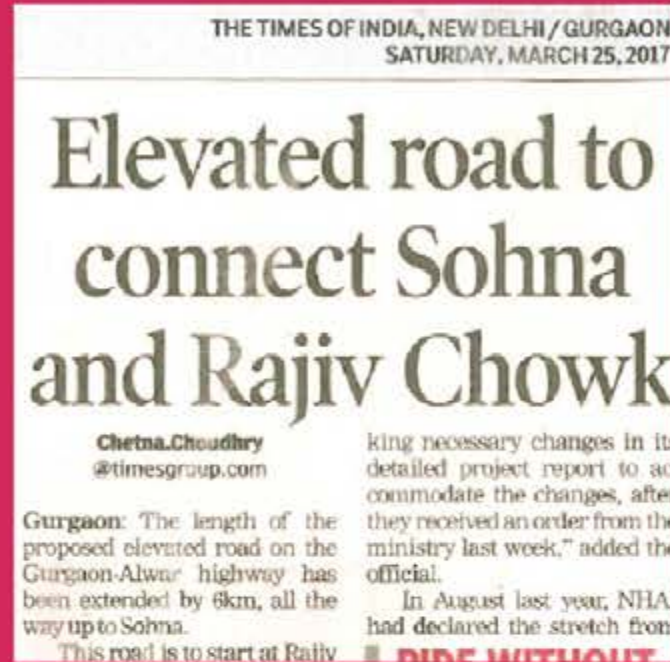 THE TIMES OF INDIA, NEW DELHI / GURGAON
SATURDAY, MARCH 25, 2017
Elevated road to
connect Sohna
and Rajiv Chowk
Chetna.Choudhry
@timesgroup.com
Gurgaon: The length of the
proposed elevated road on the
Gurgaon-Alwar highway has
been extended by 6km, all the
way up to Sohna.
This road is to start at Rajiv
king necessary changes in its
detailed project report to ac
commodate the changes, after
they received an order from the
ministry last week," added the
official.
In August last year, NHA
had declared the stretch from
RIDE WITHOUT